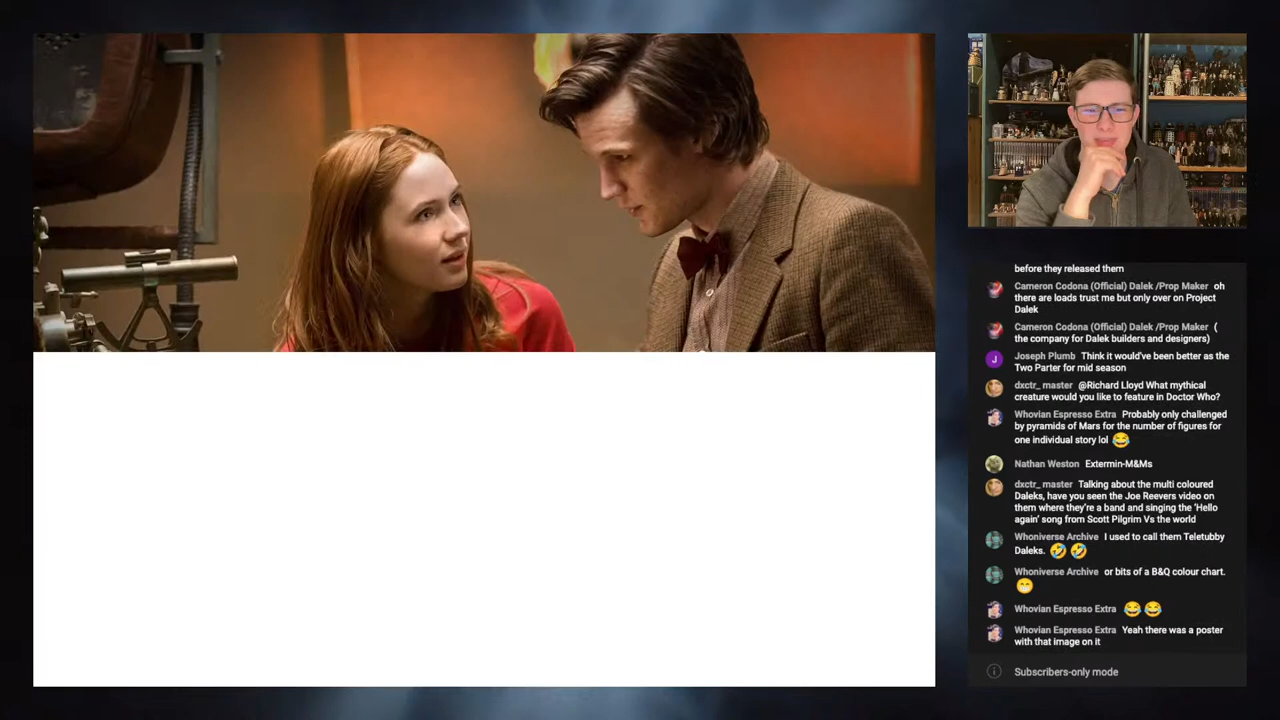 before they released them
Cameron Codona (Official) Dalek /Prop Maker oh
there are loads trust me but only over on Project
Dalek
Cameron Codona (Official) Dalek /Prop Maker (
the company for Dalek builders and designers)
J
Joseph Plumb Think it would've been better as the
Two Parter for mid season
dxctr_ master @Richard Lloyd What mythical
creature would you like to feature in Doctor Who?
Whovian Espresso Extra Probably only challenged
by pyramids of Mars for the number of figures for
one individual story lol 😂
Nathan Weston Extermin-M&Ms
dxctr_ master Talking about the multi coloured
Daleks, have you seen the Joe Reevers video on
them where they're a band and singing the 'Hello
again' song from Scott Pilgrim Vs the world
Whoniverse Archive I used to call them Teletubby
Daleks. 🤣 🤣
Whoniverse Archive or bits of a B&Q colour chart.
😁
Whovian Espresso Extra 😂 😂
Whovian Espresso Extra Yeah there was a poster
with that image on it
Subscribers-only mode